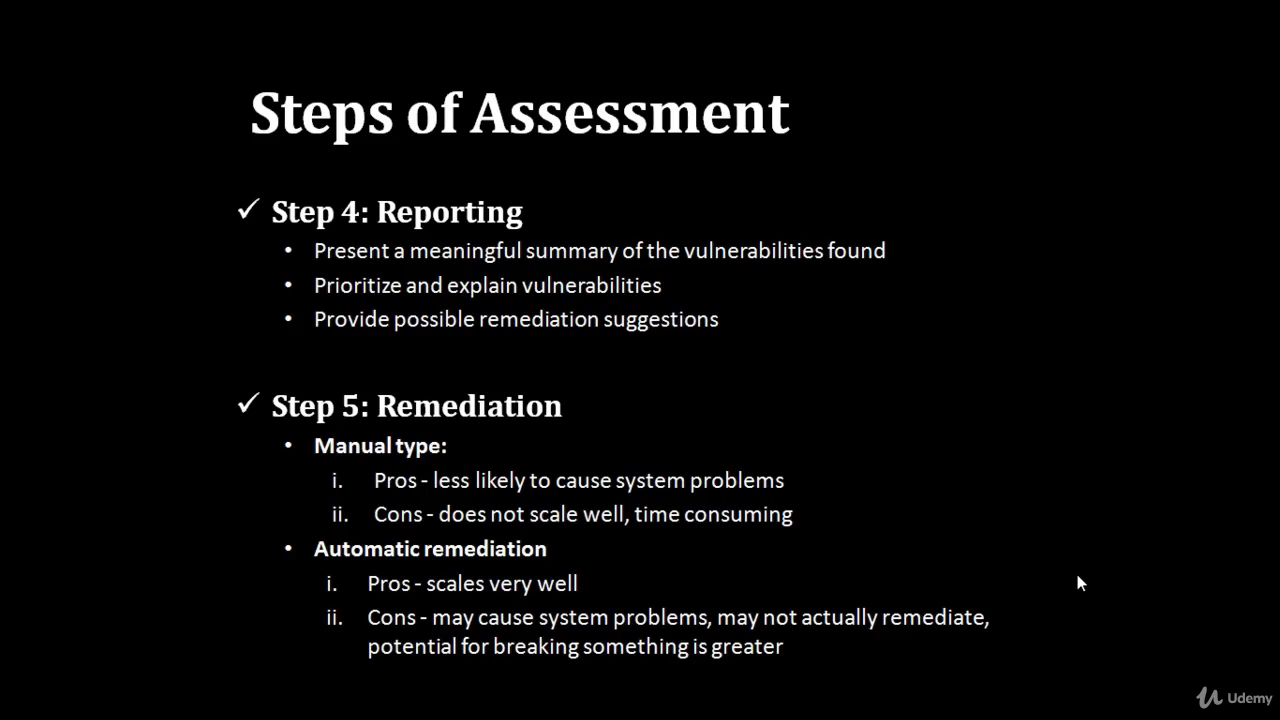 Steps of Assessment
✓ Step 4: Reporting
• Present a meaningful summary of the vulnerabilities found
• Prioritize and explain vulnerabilities
• Provide possible remediation suggestions
✓ Step 5: Remediation
• Manual type:
i. Pros - less likely to cause system problems
ii. Cons - does not scale well, time consuming
• Automatic remediation
i. Pros - scales very well
ii. Cons - may cause system problems, may not actually remediate,
potential for breaking something is greater
Udemy